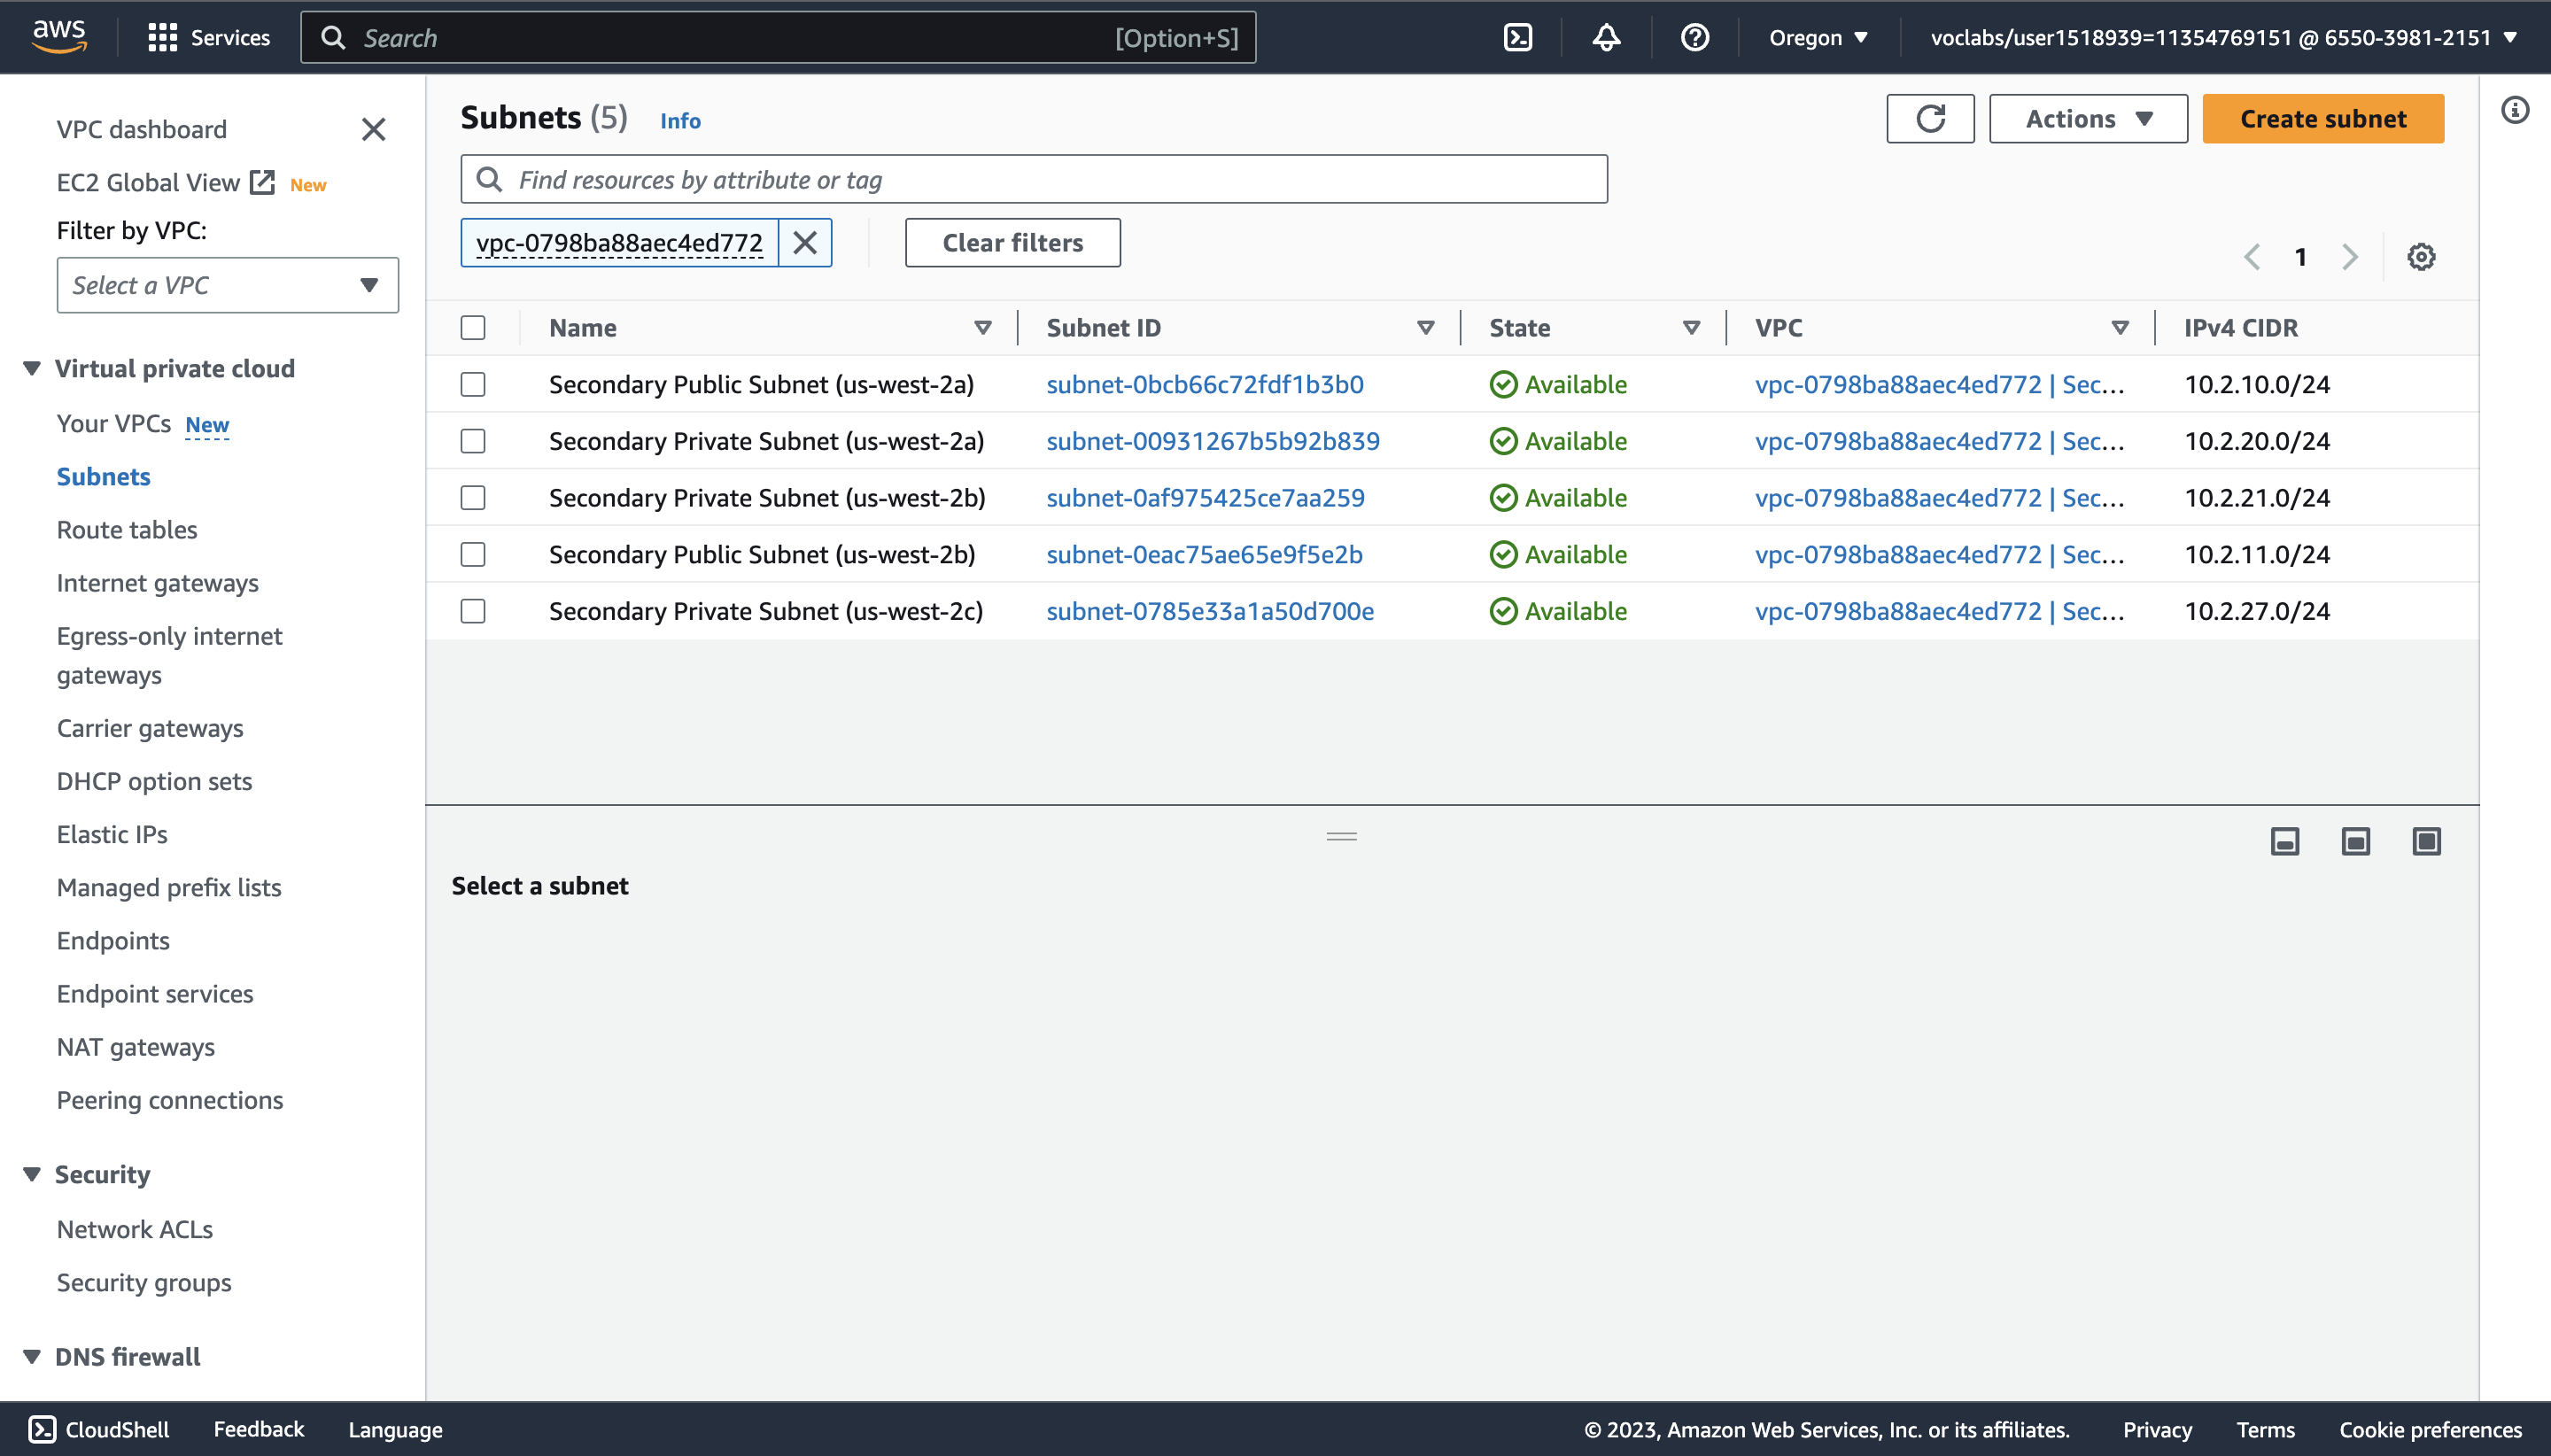 aws
Services
Search
[Option+S]
Oregon
voclabs/user1518939=11354769151 @ 6550-3981-2151
VPC dashboard
EC2 Global View New
Filter by VPC:
Select a VPC
Virtual private cloud
Your VPCs New
Subnets
Route tables
Internet gateways
Egress-only internet
gateways
Carrier gateways
DHCP option sets
Elastic IPs
Managed prefix lists
Endpoints
Endpoint services
NAT gateways
Peering connections
Security
Network ACLs
Security groups
DNS firewall
Subnets (5) Info
Actions
Create subnet
Find resources by attribute or tag
vpc-0798ba88aec4ed772
Clear filters
1
Name Subnet ID State VPC IPv4 CIDR
Secondary Public Subnet (us-west-2a) subnet-0bcb66c72fdf1b3b0 Available vpc-0798ba88aec4ed772 | Sec... 10.2.10.0/24
Secondary Private Subnet (us-west-2a) subnet-00931267b5b92b839 Available vpc-0798ba88aec4ed772 | Sec... 10.2.20.0/24
Secondary Private Subnet (us-west-2b) subnet-0af975425ce7aa259 Available vpc-0798ba88aec4ed772 | Sec... 10.2.21.0/24
Secondary Public Subnet (us-west-2b) subnet-0eac75ae65e9f5e2b Available vpc-0798ba88aec4ed772 | Sec... 10.2.11.0/24
Secondary Private Subnet (us-west-2c) subnet-0785e33a1a50d700e Available vpc-0798ba88aec4ed772 | Sec... 10.2.27.0/24
Select a subnet
CloudShell
Feedback
Language
© 2023, Amazon Web Services, Inc. or its affiliates.
Privacy
Terms
Cookie preferences